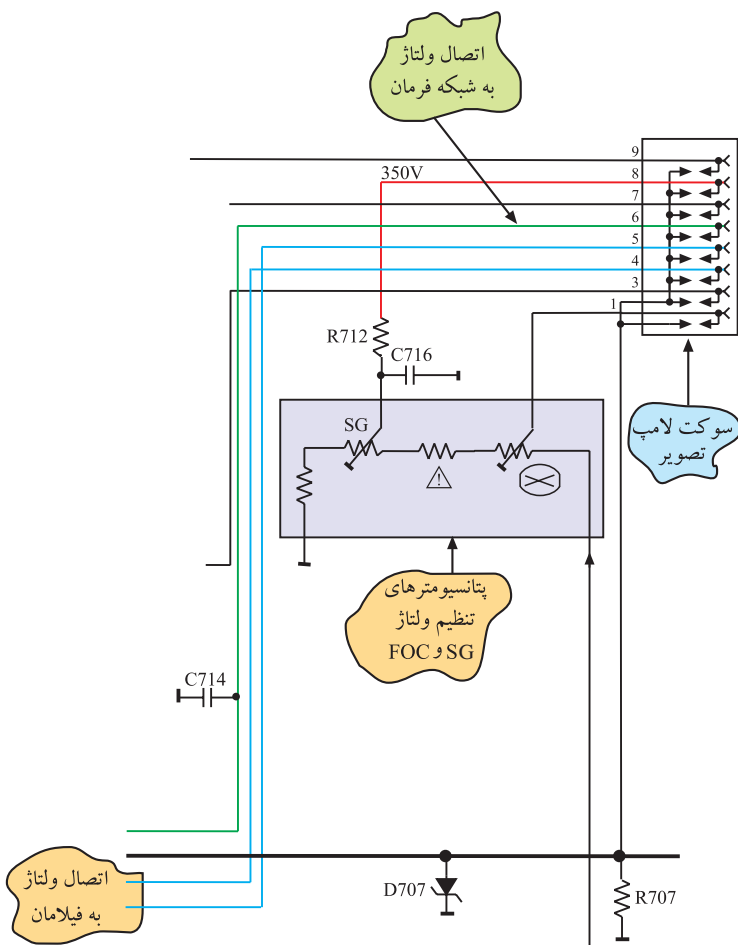 اتصال ولتاژ
به شبکه فرمان
9
350V
8
7
6
5
4
3
1
R712
C716
SG
سوکت لامپ
تصویر
!
پتانسیومترهای
تنظیم ولتاژ
SG و FOC
C714
اتصال ولتاژ
به فیلامان
D707
R707